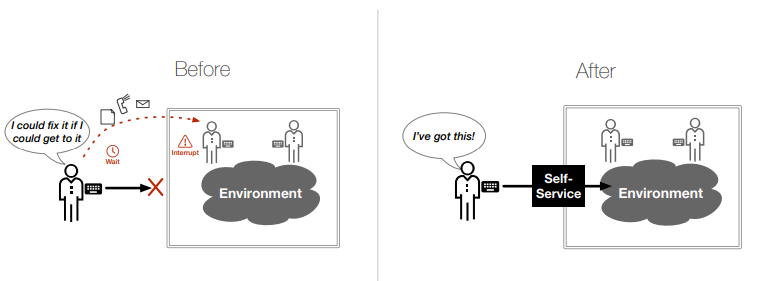 Before
I could fix it if I
could get to it
Wait
Interrupt
Environment
After
I've got this!
Self-
Service
Environment